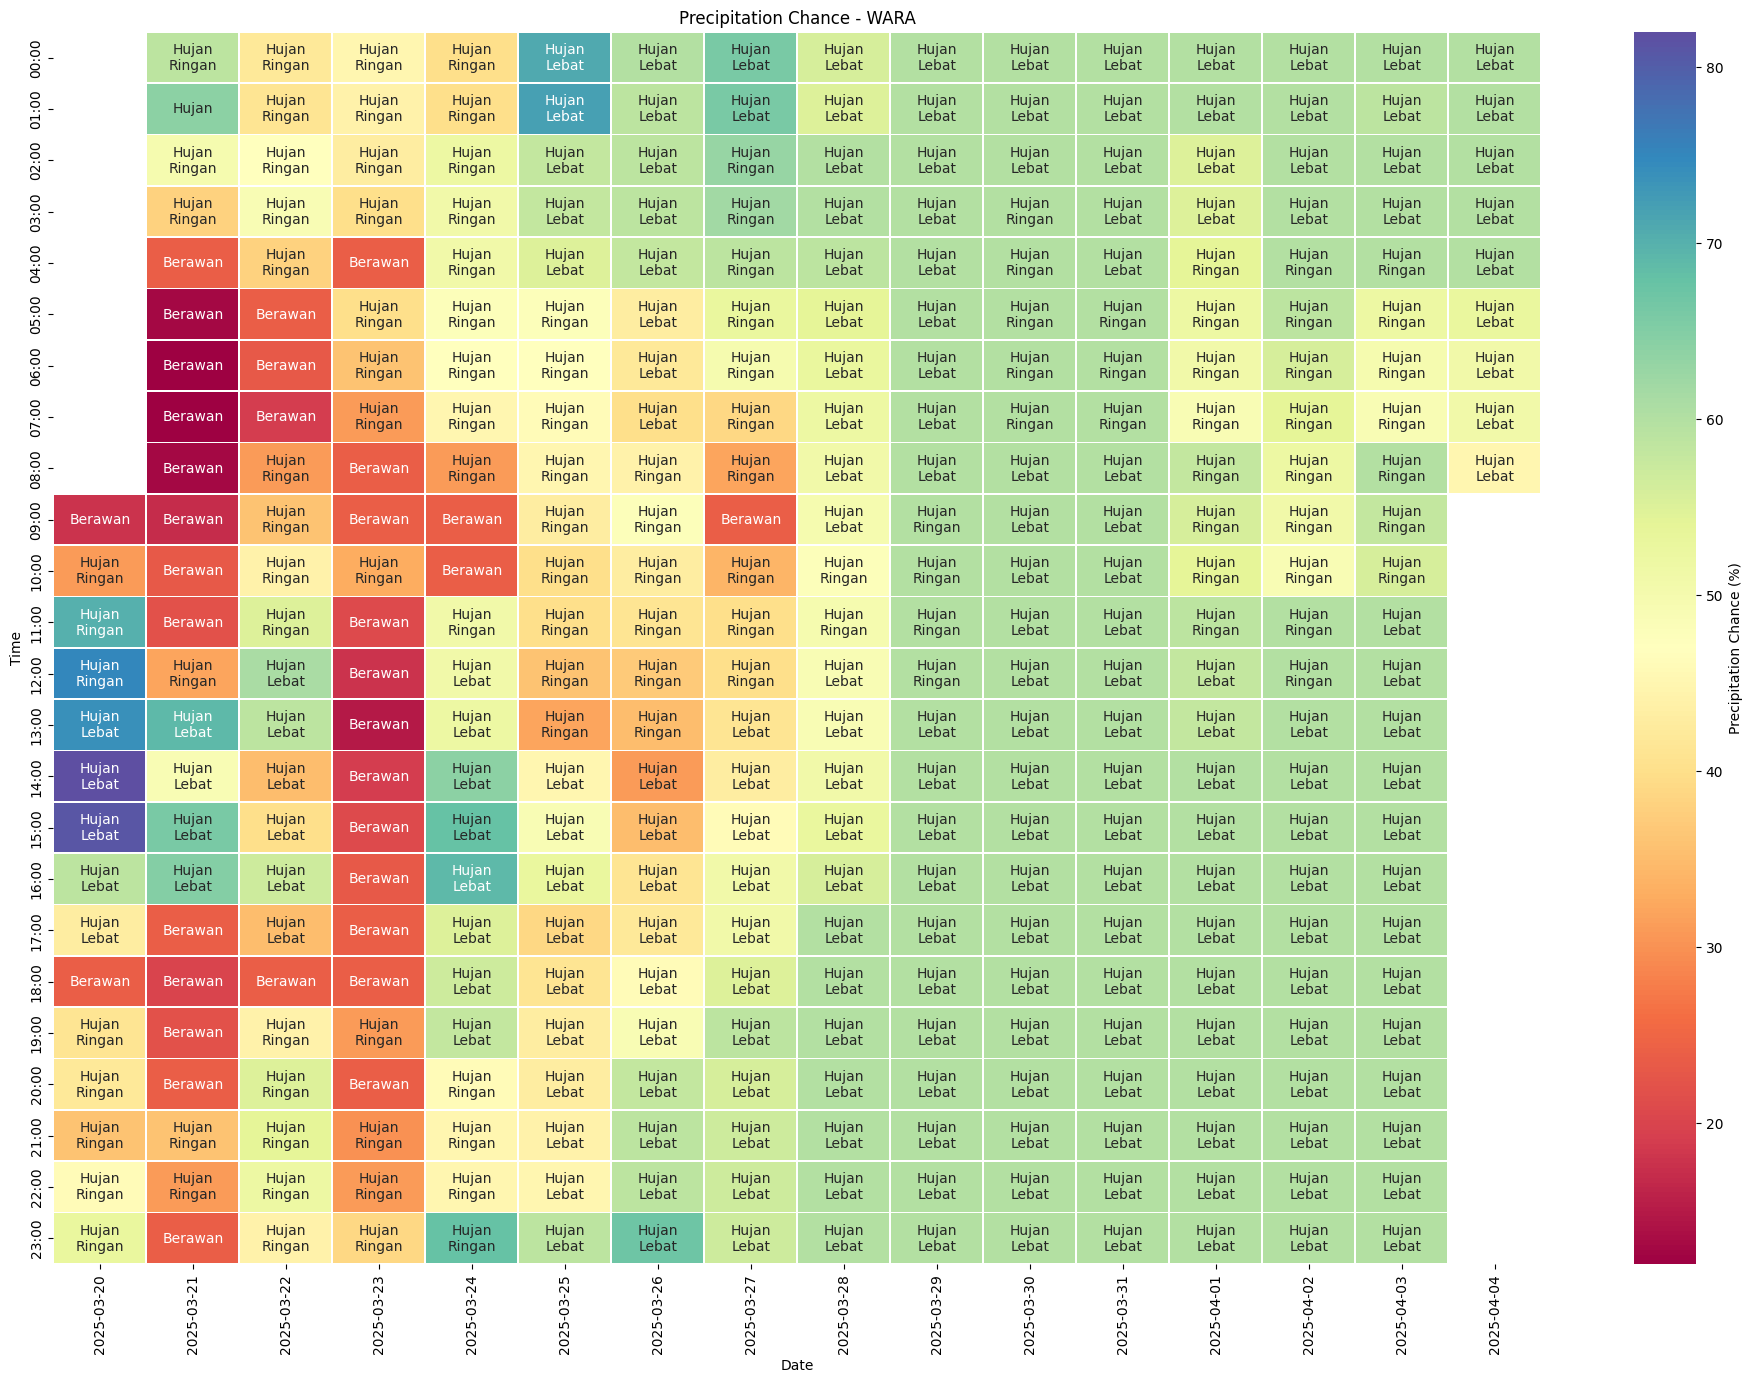 Precipitation Chance - WARA
00:00 Hujan Ringan Hujan Ringan Hujan Ringan Hujan Ringan Hujan Lebat Hujan Lebat Hujan Lebat Hujan Lebat Hujan Lebat Hujan Lebat Hujan Lebat Hujan Lebat Hujan Lebat Hujan Lebat Hujan Lebat
01:00 Hujan Hujan Ringan Hujan Ringan Hujan Ringan Hujan Lebat Hujan Lebat Hujan Lebat Hujan Lebat Hujan Lebat Hujan Lebat Hujan Lebat Hujan Lebat Hujan Lebat Hujan Lebat Hujan Lebat
02:00 Hujan Ringan Hujan Ringan Hujan Ringan Hujan Ringan Hujan Lebat Hujan Lebat Hujan Ringan Hujan Lebat Hujan Lebat Hujan Lebat Hujan Lebat Hujan Lebat Hujan Lebat Hujan Lebat Hujan Lebat
03:00 Hujan Ringan Hujan Ringan Hujan Ringan Hujan Ringan Hujan Lebat Hujan Lebat Hujan Ringan Hujan Lebat Hujan Lebat Hujan Ringan Hujan Lebat Hujan Lebat Hujan Lebat Hujan Lebat Hujan Lebat
04:00 Berawan Hujan Ringan Berawan Hujan Ringan Hujan Lebat Hujan Lebat Hujan Ringan Hujan Lebat Hujan Lebat Hujan Ringan Hujan Lebat Hujan Ringan Hujan Ringan Hujan Ringan Hujan Lebat
05:00 Berawan Berawan Hujan Ringan Hujan Ringan Hujan Ringan Hujan Lebat Hujan Ringan Hujan Lebat Hujan Lebat Hujan Ringan Hujan Ringan Hujan Ringan Hujan Ringan Hujan Ringan Hujan Lebat
06:00 Berawan Berawan Hujan Ringan Hujan Ringan Hujan Ringan Hujan Lebat Hujan Ringan Hujan Lebat Hujan Lebat Hujan Ringan Hujan Ringan Hujan Ringan Hujan Ringan Hujan Ringan Hujan Lebat
07:00 Berawan Berawan Hujan Ringan Hujan Ringan Hujan Ringan Hujan Lebat Hujan Ringan Hujan Lebat Hujan Lebat Hujan Ringan Hujan Ringan Hujan Ringan Hujan Ringan Hujan Ringan Hujan Lebat
08:00 Berawan Hujan Ringan Berawan Hujan Ringan Hujan Ringan Hujan Ringan Hujan Ringan Hujan Lebat Hujan Lebat Hujan Lebat Hujan Lebat Hujan Ringan Hujan Ringan Hujan Ringan Hujan Lebat
09:00 Berawan Berawan Hujan Ringan Berawan Berawan Hujan Ringan Hujan Ringan Berawan Hujan Lebat Hujan Ringan Hujan Lebat Hujan Lebat Hujan Ringan Hujan Ringan Hujan Ringan
10:00 Hujan Ringan Berawan Hujan Ringan Hujan Ringan Berawan Hujan Ringan Hujan Ringan Hujan Ringan Hujan Ringan Hujan Ringan Hujan Lebat Hujan Lebat Hujan Ringan Hujan Ringan Hujan Ringan
11:00 Hujan Ringan Berawan Hujan Ringan Berawan Hujan Ringan Hujan Ringan Hujan Ringan Hujan Ringan Hujan Ringan Hujan Ringan Hujan Lebat Hujan Lebat Hujan Ringan Hujan Ringan Hujan Lebat
12:00 Hujan Ringan Hujan Ringan Hujan Lebat Berawan Hujan Lebat Hujan Ringan Hujan Ringan Hujan Ringan Hujan Lebat Hujan Ringan Hujan Lebat Hujan Lebat Hujan Lebat Hujan Ringan Hujan Lebat
13:00 Hujan Lebat Hujan Lebat Hujan Lebat Berawan Hujan Lebat Hujan Ringan Hujan Ringan Hujan Lebat Hujan Lebat Hujan Lebat Hujan Lebat Hujan Lebat Hujan Lebat Hujan Lebat Hujan Lebat
14:00 Hujan Lebat Hujan Lebat Hujan Lebat Berawan Hujan Lebat Hujan Lebat Hujan Lebat Hujan Lebat Hujan Lebat Hujan Lebat Hujan Lebat Hujan Lebat Hujan Lebat Hujan Lebat Hujan Lebat
15:00 Hujan Lebat Hujan Lebat Hujan Lebat Berawan Hujan Lebat Hujan Lebat Hujan Lebat Hujan Lebat Hujan Lebat Hujan Lebat Hujan Lebat Hujan Lebat Hujan Lebat Hujan Lebat Hujan Lebat
16:00 Hujan Lebat Hujan Lebat Hujan Lebat Berawan Hujan Lebat Hujan Lebat Hujan Lebat Hujan Lebat Hujan Lebat Hujan Lebat Hujan Lebat Hujan Lebat Hujan Lebat Hujan Lebat Hujan Lebat
17:00 Hujan Lebat Berawan Hujan Lebat Berawan Hujan Lebat Hujan Lebat Hujan Lebat Hujan Lebat Hujan Lebat Hujan Lebat Hujan Lebat Hujan Lebat Hujan Lebat Hujan Lebat Hujan Lebat
18:00 Berawan Berawan Berawan Berawan Hujan Lebat Hujan Lebat Hujan Lebat Hujan Lebat Hujan Lebat Hujan Lebat Hujan Lebat Hujan Lebat Hujan Lebat Hujan Lebat Hujan Lebat
19:00 Hujan Ringan Berawan Hujan Ringan Hujan Ringan Hujan Lebat Hujan Lebat Hujan Lebat Hujan Lebat Hujan Lebat Hujan Lebat Hujan Lebat Hujan Lebat Hujan Lebat Hujan Lebat Hujan Lebat
20:00 Hujan Ringan Berawan Hujan Ringan Berawan Hujan Ringan Hujan Lebat Hujan Lebat Hujan Lebat Hujan Lebat Hujan Lebat Hujan Lebat Hujan Lebat Hujan Lebat Hujan Lebat Hujan Lebat
21:00 Hujan Ringan Hujan Ringan Hujan Ringan Hujan Ringan Hujan Ringan Hujan Lebat Hujan Lebat Hujan Lebat Hujan Lebat Hujan Lebat Hujan Lebat Hujan Lebat Hujan Lebat Hujan Lebat Hujan Lebat
22:00 Hujan Ringan Hujan Ringan Hujan Ringan Hujan Ringan Hujan Ringan Hujan Lebat Hujan Lebat Hujan Lebat Hujan Lebat Hujan Lebat Hujan Lebat Hujan Lebat Hujan Lebat Hujan Lebat Hujan Lebat
23:00 Hujan Ringan Berawan Hujan Ringan Hujan Ringan Hujan Ringan Hujan Lebat Hujan Lebat Hujan Lebat Hujan Lebat Hujan Lebat Hujan Lebat Hujan Lebat Hujan Lebat Hujan Lebat Hujan Lebat
Time
2025-03-20
2025-03-21
2025-03-22
2025-03-23
2025-03-24
2025-03-25
2025-03-26
2025-03-27
2025-03-28
2025-03-29
2025-03-30
2025-03-31
2025-04-01
2025-04-02
2025-04-03
2025-04-04
Date
80
70
60
50
40
30
20
Precipitation Chance (%)